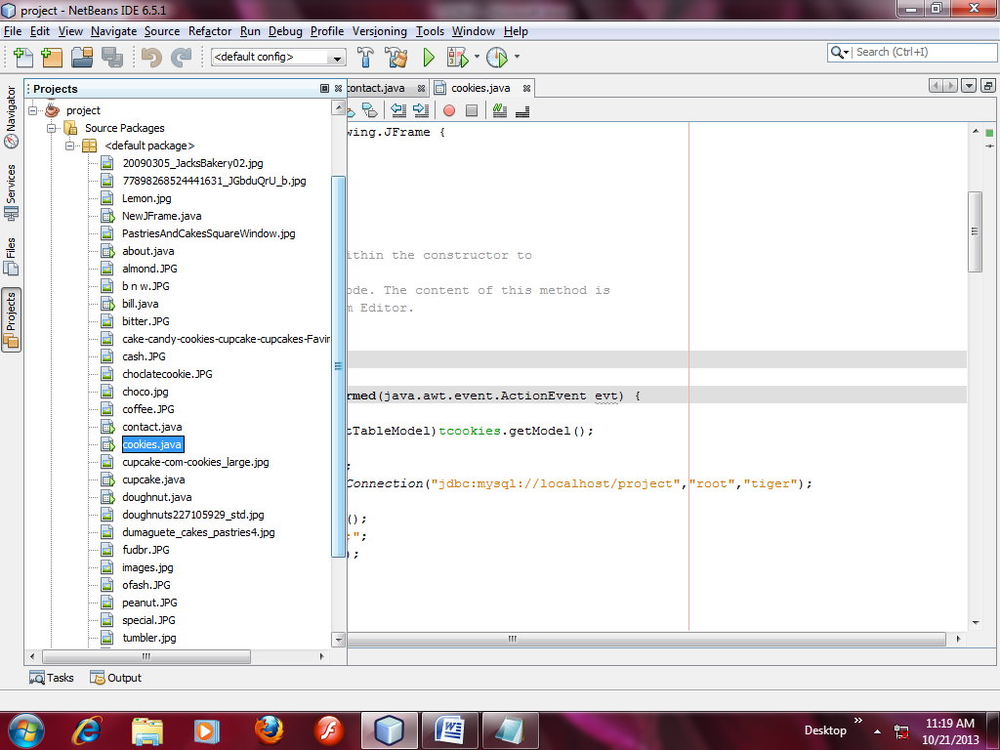 project - NetBeans IDE 6.5.1
File Edit View Navigate Source Refactor Run Debug Profile Versioning Tools Window Help
<default config>
Search (Ctrl+I)
Navigator
Services
Files
Projects
Projects
project
Source Packages
<default package>
20090305_JacksBakery02.jpg
77898268524441631_JGbduQrU_b.jpg
Lemon.jpg
NewJFrame.java
PastriesAndCakesSquareWindow.jpg
about.java
almond.JPG
b n w.JPG
bill.java
bitter.JPG
cake-candy-cookies-cupcake-cupcakes-Favim
cash.JPG
choclatecookie.JPG
choco.jpg
coffee.JPG
contact.java
cookies.java
cupcake-com-cookies_large.jpg
cupcake.java
doughnut.java
doughnuts227105929_std.jpg
dumaguete_cakes_pastries4.jpg
fudbr.JPG
images.jpg
ofash.JPG
peanut.JPG
special.JPG
tumbler.jpg
contact.java cookies.java
wing.JFrame {
ithin the constructor to
ode. The content of this method is
m Editor.
rmed(java.awt.event.ActionEvent evt) {
tTableModel)tcookies.getModel();
;
Connection("jdbc:mysql://localhost/project","root","tiger");
();
;";
);
Tasks Output
Desktop
11:19 AM
10/21/2013